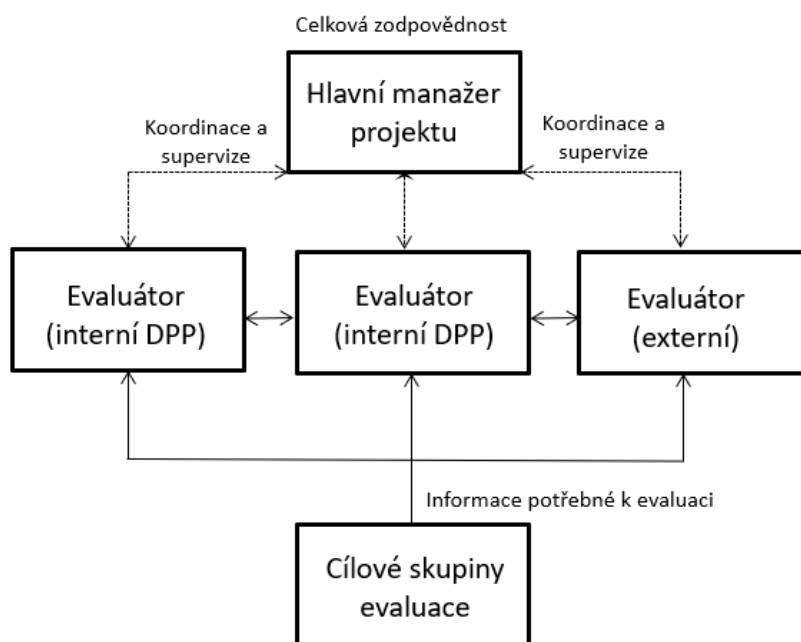 Celková zodpovědnost
Hlavní manažer
projektu
Koordinace a
supervize
Koordinace a
supervize
Evaluátor
(interní DPP)
Evaluátor
(interní DPP)
Evaluátor
(externí)
Informace potřebné k evaluaci
Cílové skupiny
evaluace